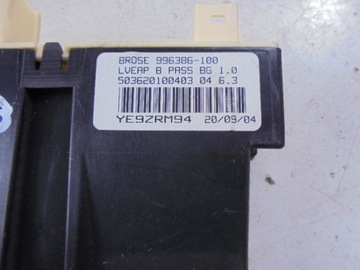 BROSE 996386-100
LVEAP B PASS BG 1.0
503620100403 04 6.3
YE9ZRM94 20/09/04